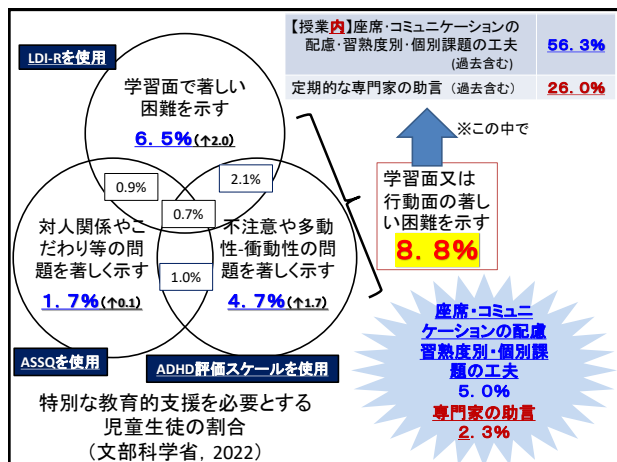 LDI-Rを使用
学習面で著しい
困難を示す
6.5%(↑2.0)
0.9%
2.1%
0.7%
1.0%
対人関係やこ
だわり等の問
題を著しく示す
1.7%(↑0.1)
不注意や多動
性-衝動性の問
題を著しく示す
4.7%(↑1.7)
ASSQを使用
ADHD評価スケールを使用
特別な教育的支援を必要とする
児童生徒の割合
(文部科学省, 2022)
【授業内】座席・コミュニケーションの
配慮・習熟度別・個別課題の工夫
(過去含む)
56.3%
定期的な専門家の助言(過去含む)
26.0%
※この中で
学習面又は
行動面の著し
い困難を示す
8.8%
座席・コミュニ
ケーションの配慮
習熟度別・個別課
題の工夫
5.0%
専門家の助言
2.3%